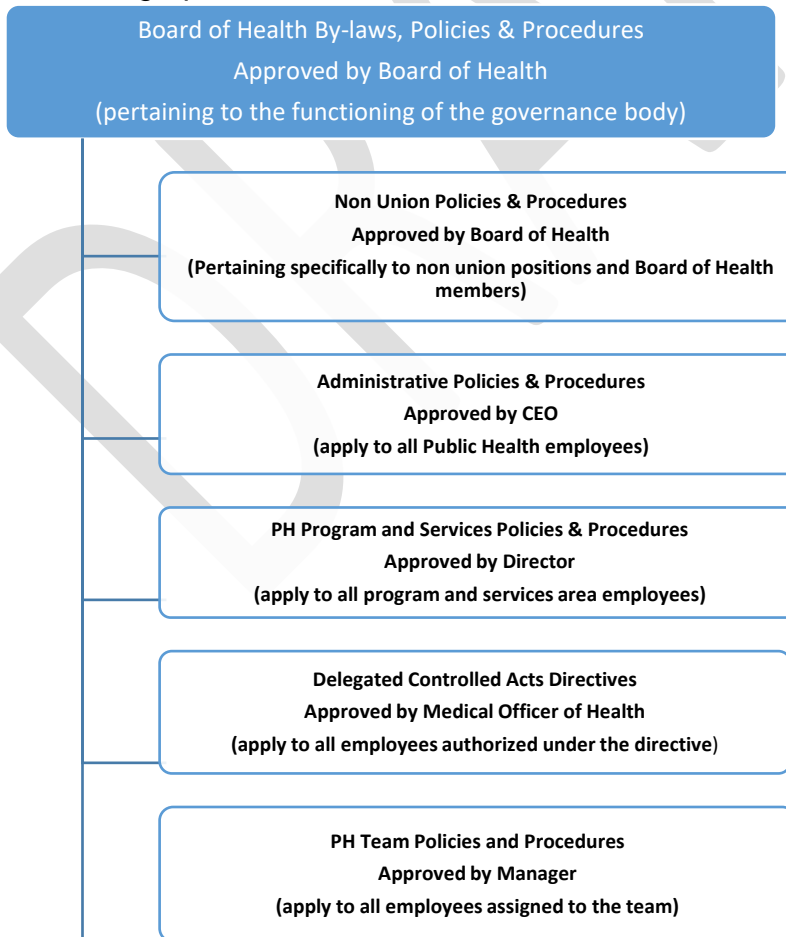 Board of Health By-laws, Policies & Procedures
Approved by Board of Health
(pertaining to the functioning of the governance body)
Non Union Policies & Procedures
Approved by Board of Health
(Pertaining specifically to non union positions and Board of Health
members)
Administrative Policies & Procedures
Approved by CEO
(apply to all Public Health employees)
PH Program and Services Policies & Procedures
Approved by Director
(apply to all program and services area employees)
Delegated Controlled Acts Directives
Approved by Medical Officer of Health
(apply to all employees authorized under the directive)
PH Team Policies and Procedures
Approved by Manager
(apply to all employees assigned to the team)